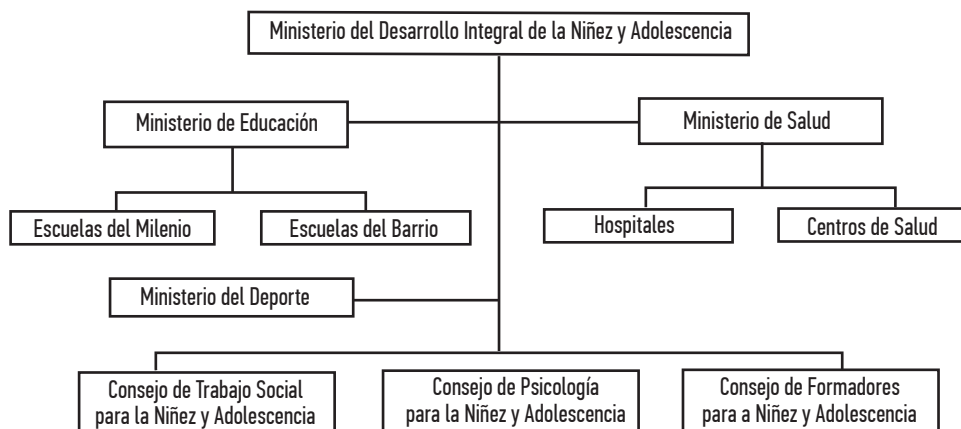 Ministerio del Desarrollo Integral de la Niñez y Adolescencia
Ministerio de Educación
Ministerio de Salud
Escuelas del Milenio
Escuelas del Barrio
Hospitales
Centros de Salud
Ministerio del Deporte
Consejo de Trabajo Social
para la Niñez y Adolescencia
Consejo de Psicología
para la Niñez y Adolescencia
Consejo de Formadores
para a Niñez y Adolescencia